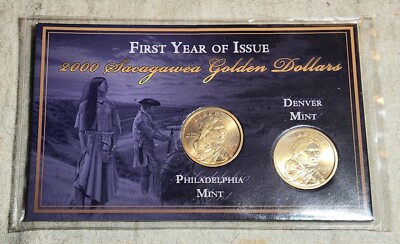 First Year of Issue
2000 Sacagawea Golden Dollars
Denver
Mint
Philadelphia
Mint